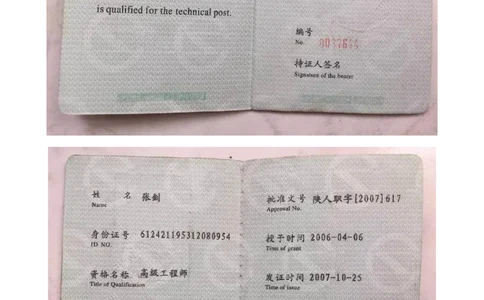 is qualified for the technical post.
编号
No. 0037674
持证人签名
Signature of the bearer
姓 名 张剑
Name
身份证号 612421195312080954
ID NO.
资格名称 高级工程师
Title of Qualification
批准文号 陕人职字[2007]617
Approval No.
授予时间 2006-04-06
Time of grant
发证时间 2007-10-25
Time of issue